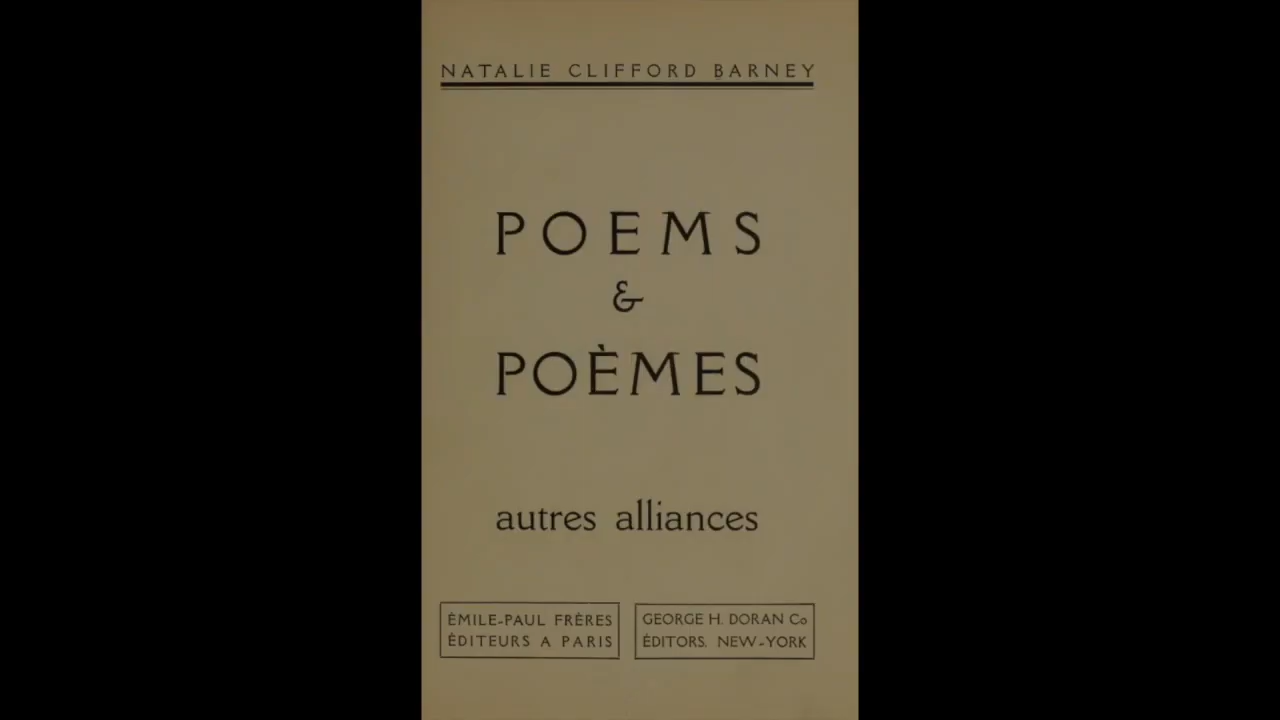 NATALIE CLIFFORD BARNEY
POEMS
&
POÈMES
autres alliances
ÉMILE-PAUL FRÈRES
ÉDITEURS A PARIS
GEORGE H. DORAN Co
ÉDITORS. NEW-YORK